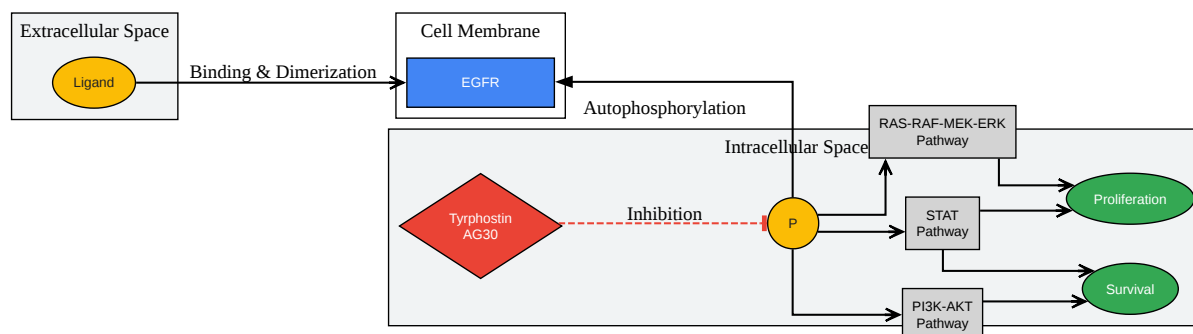 Extracellular Space
Ligand
Binding & Dimerization
Cell Membrane
EGFR
Autophosphorylation
RAS-RAF-MEK-ERK
Pathway
Intracellular Space
Tyrphostin
AG30
Inhibition
P
STAT
Pathway
Proliferation
PI3K-AKT
Pathway
Survival